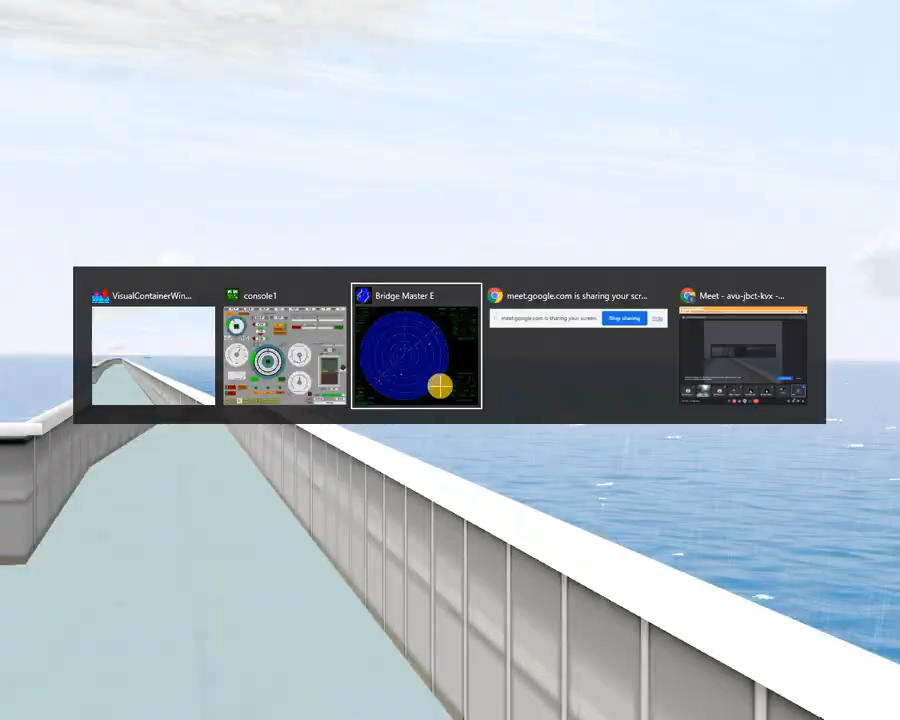 VisualContainerWin...
console1
Bridge Master E
meet.google.com is sharing your scr...
Meet - avu-jbct-kvx -...
meet.google.com is sharing your screen.
Stop sharing
Hide